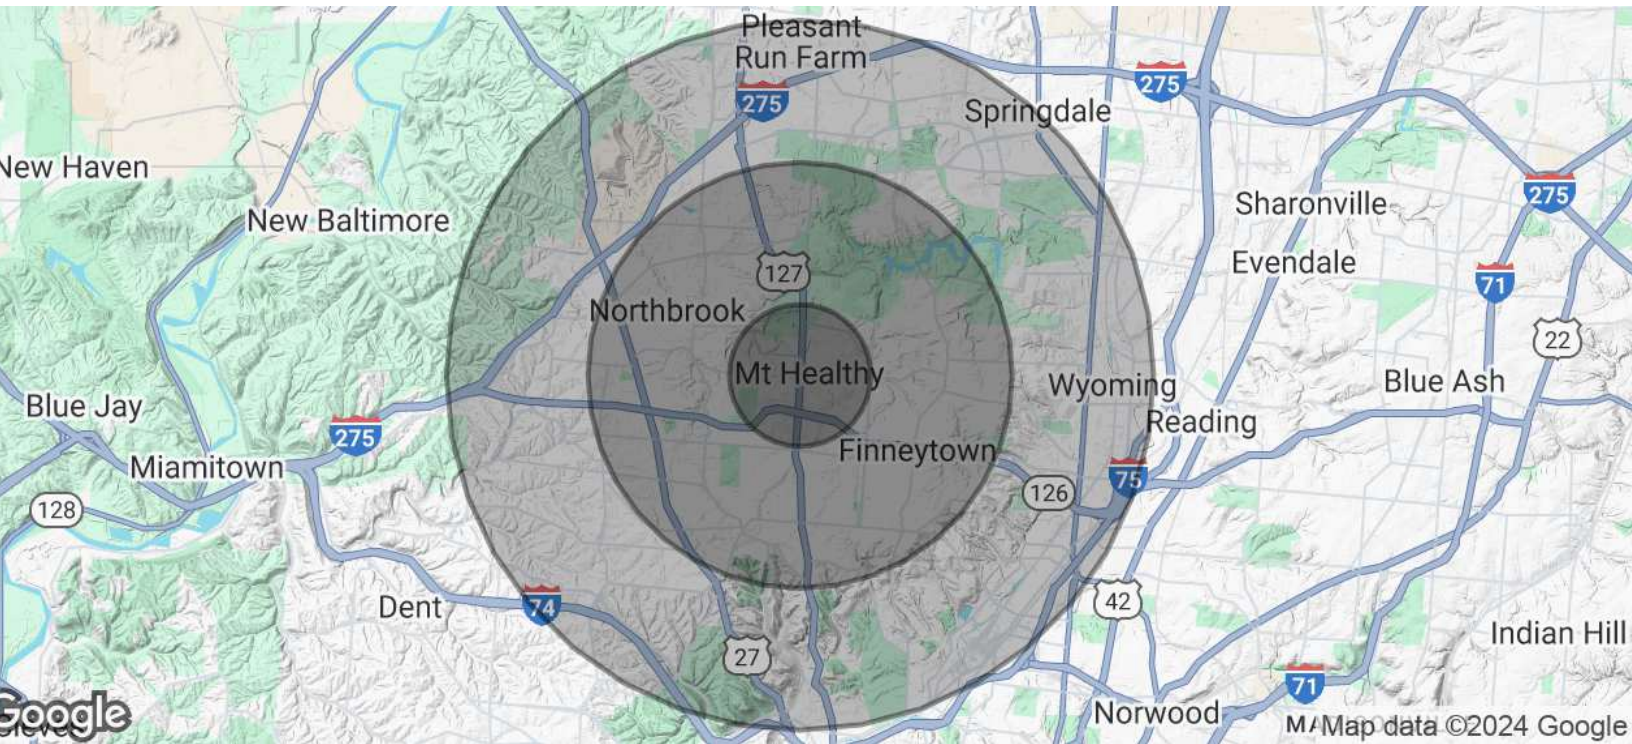 Pleasant
Run Farm
275
275
Springdale
New Haven
275
Sharonville
New Baltimore
Evendale
127
71
Northbrook
22
Mt Healthy
Wyoming
Blue Ash
Blue Jay
Reading
275
Finneytown
Miamitown
75
126
128
74
42
Dent
Indian Hill
27
71
Norwood
Google
Map data ©2024 Google